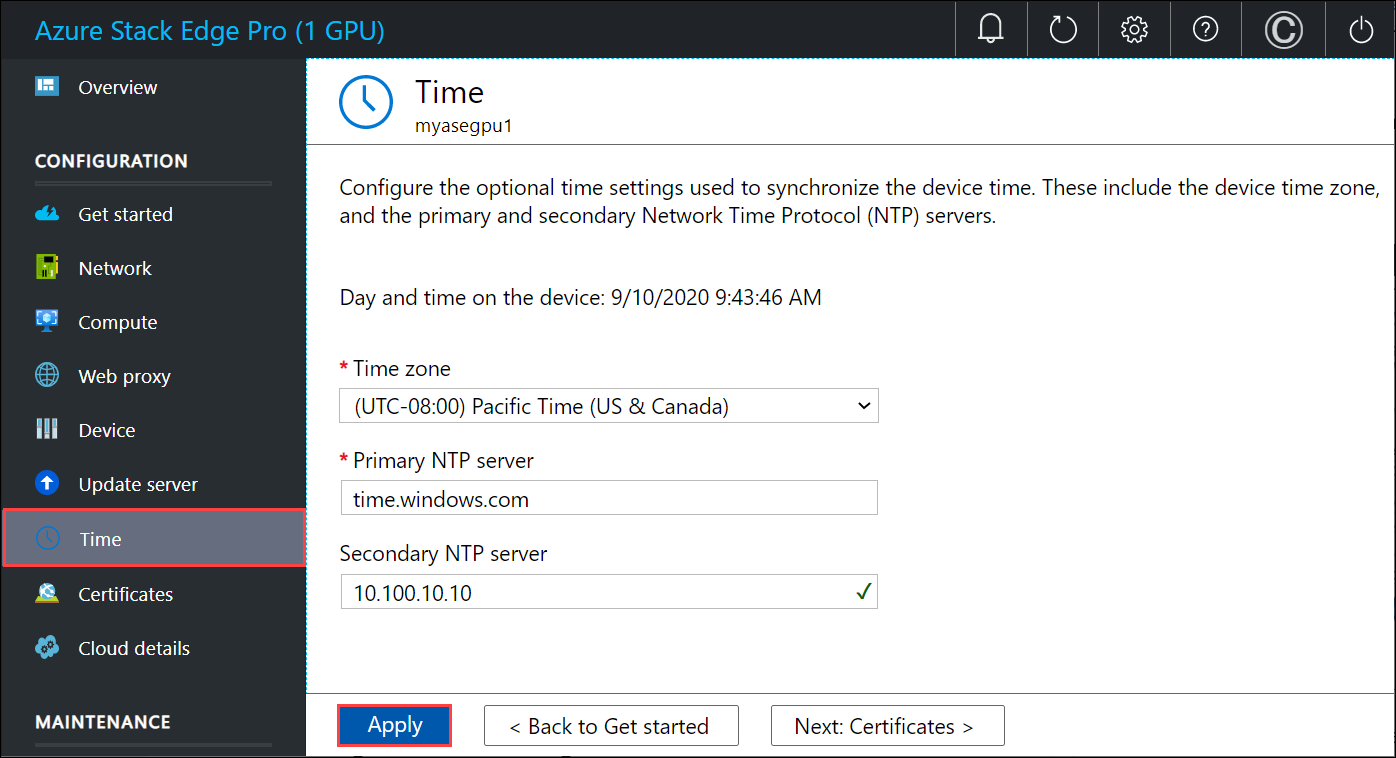 Azure Stack Edge Pro (1 GPU)
Overview
CONFIGURATION
Get started
Network
Compute
Web proxy
Device
Update server
Time
Certificates
Cloud details
MAINTENANCE
Time
myasegpu1
Configure the optional time settings used to synchronize the device time. These include the device time zone,
and the primary and secondary Network Time Protocol (NTP) servers.
Day and time on the device: 9/10/2020 9:43:46 AM
* Time zone
(UTC-08:00) Pacific Time (US & Canada)
* Primary NTP server
time.windows.com
Secondary NTP server
10.100.10.10
Apply
< Back to Get started
Next: Certificates >